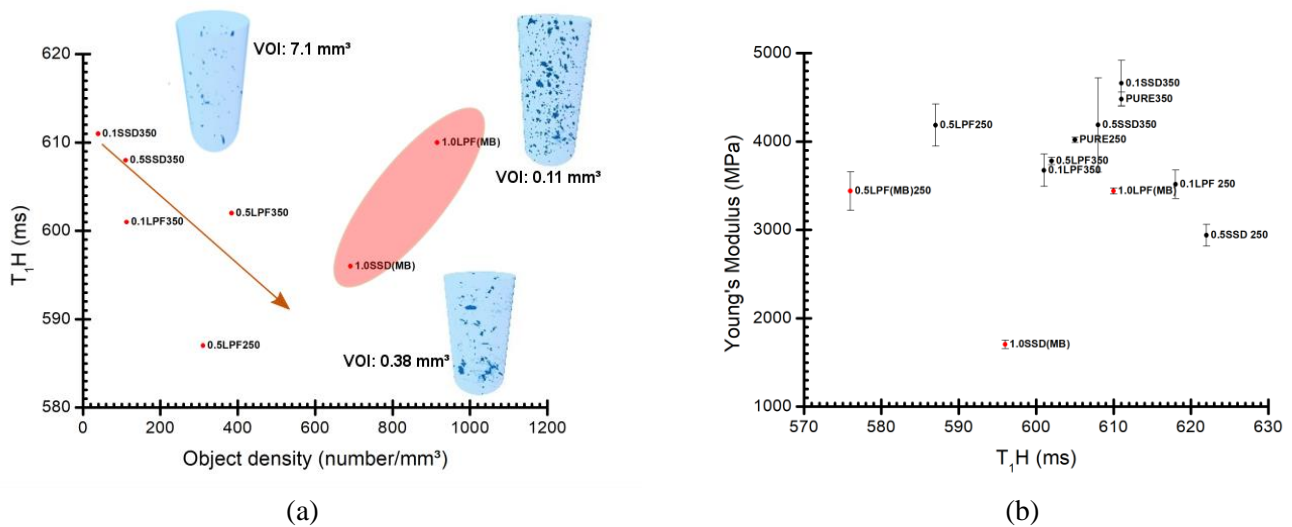 620
610
600
590
580
T₁H (ms)
0
200
400
600
800
1000
1200
Object density (number/mm³)
VOI: 7.1 mm³
VOI: 0.11 mm³
VOI: 0.38 mm³
0.1SSD350
0.5SSD350
0.1LPF350
0.5LPF350
0.5LPF250
1.0LPF(MB)
1.0SSD(MB)
(a)
5000
4000
3000
2000
1000
Young's Modulus (MPa)
570
580
590
600
610
620
630
T₁H (ms)
0.1SSD350
PURE350
0.5LPF250
0.5SSD350
PURE250
0.5LPF350
0.1LPF350
0.5LPF(MB)250
1.0LPF(MB)
0.1LPF 250
0.5SSD 250
1.0SSD(MB)
(b)